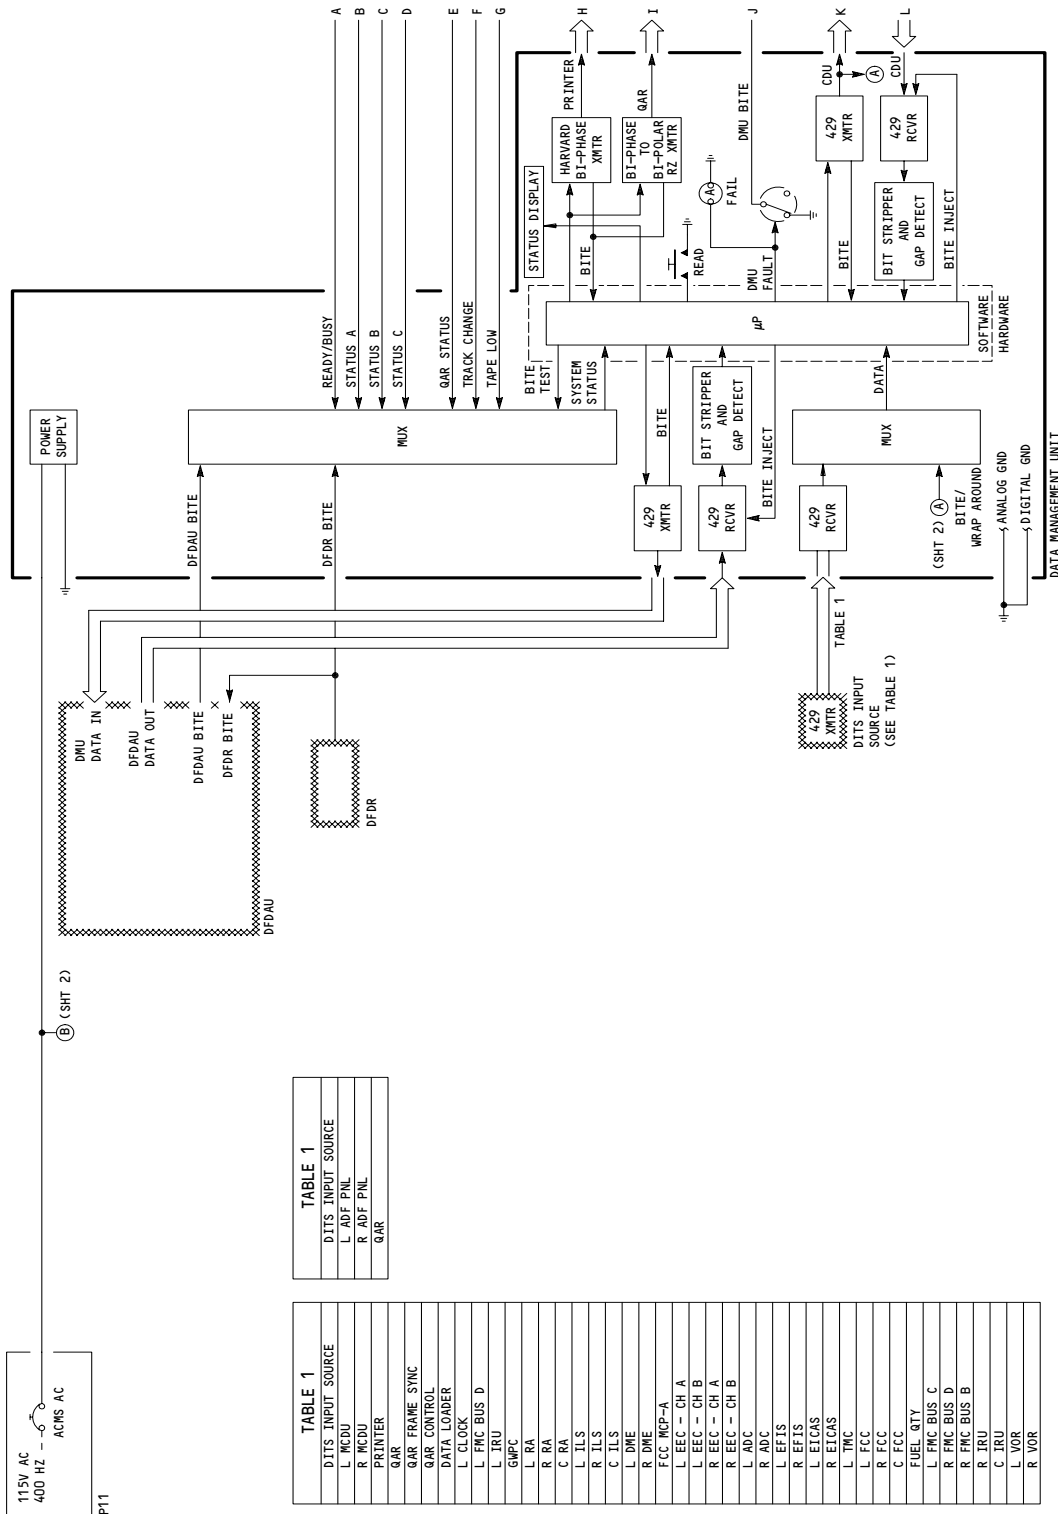 115V AC
400 HZ
ACMS AC
P11
B (SHT 2)
TABLE 1
DITS INPUT SOURCE
L MCDU
R MCDU
PRINTER
QAR
QAR FRAME SYNC
QAR CONTROL
DATA LOADER
L CLOCK
L FMC BUS D
L IRU
GWPC
L RA
R RA
C RA
L ILS
R ILS
C ILS
L DME
R DME
FCC MCP-A
L EEC - CH A
L EEC - CH B
R EEC - CH A
R EEC - CH B
L ADC
R ADC
L EFIS
R EFIS
L EICAS
R EICAS
L TMC
L FCC
R FCC
C FCC
FUEL QTY
L FMC BUS C
R FMC BUS D
R FMC BUS B
R IRU
C IRU
L VOR
R VOR
TABLE 1
DITS INPUT SOURCE
L ADF PNL
R ADF PNL
QAR
DMU
DATA IN
DFDAU
DATA OUT
DFDAU BITE
DFDR BITE
DFDAU
DFDR
429
XMTR
DITS INPUT
SOURCE
(SEE TABLE 1)
TABLE 1
POWER
SUPPLY
DFDAU BITE
DFDR BITE
MUX
READY/BUSY
STATUS A
STATUS B
STATUS C
QAR STATUS
TRACK CHANGE
TAPE LOW
A
B
C
D
E
F
G
H
I
J
K
L
BITE
TEST
SYSTEM
STATUS
429
XMTR
BITE
429
RCVR
BIT STRIPPER
AND
GAP DETECT
BITE INJECT
429
RCVR
MUX
DATA
(SHT 2) A
BITE/
WRAP AROUND
ANALOG GND
DIGITAL GND
µP
SOFTWARE
HARDWARE
STATUS DISPLAY
HARVARD
BI-PHASE
XMTR
PRINTER
BI-PHASE
TO
BI-POLAR
RZ XMTR
QAR
BITE
READ
A
FAIL
DMU
FAULT
DMU BITE
429
XMTR
CDU
A
BITE
429
RCVR
CDU
BIT STRIPPER
AND
GAP DETECT
BITE INJECT
DATA MANAGEMENT UNIT